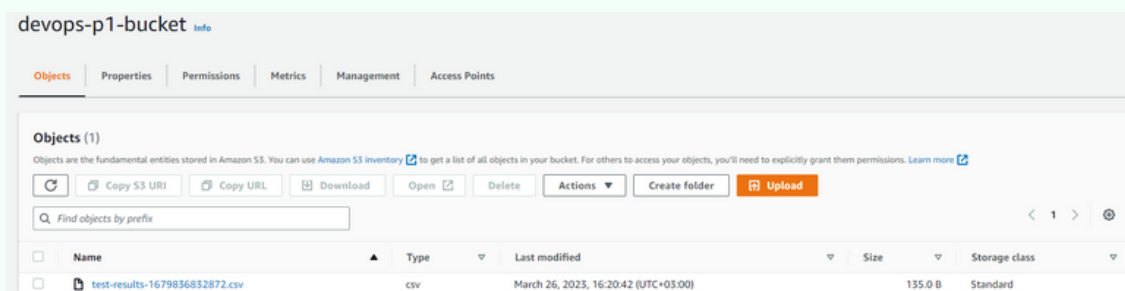 devops-p1-bucket Info
Objects Properties Permissions Metrics Management Access Points
Objects (1)
Objects are the fundamental entities stored in Amazon S3. You can use Amazon S3 inventory to get a list of all objects in your bucket. For others to access your objects, you'll need to explicitly grant them permissions. Learn more
Copy S3 URI Copy URL Download Open Delete Actions Create folder Upload
Find objects by prefix
1
Name Type Last modified Size Storage class
test-results-1679836832872.csv csv March 26, 2023, 16:20:42 (UTC+03:00) 135.0 B Standard